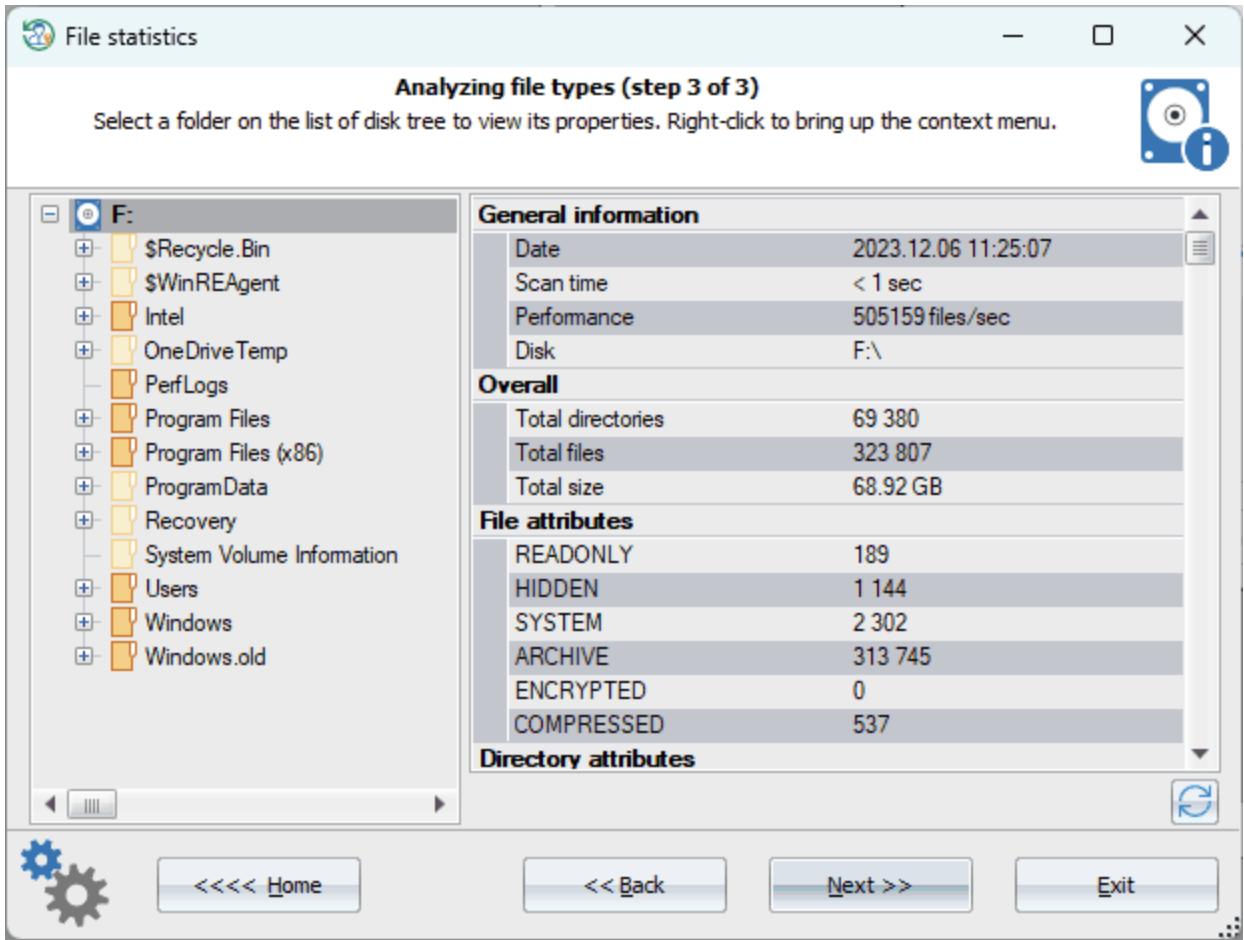 File statistics
Analyzing file types (step 3 of 3)
Select a folder on the list of disk tree to view its properties. Right-click to bring up the context menu.
F:
$Recycle.Bin
$WinREAgent
Intel
OneDriveTemp
PerfLogs
Program Files
Program Files (x86)
ProgramData
Recovery
System Volume Information
Users
Windows
Windows.old
General information
Date 2023.12.06 11:25:07
Scan time < 1 sec
Performance 505159 files/sec
Disk F:\
Overall
Total directories 69 380
Total files 323 807
Total size 68.92 GB
File attributes
READONLY 189
HIDDEN 1 144
SYSTEM 2 302
ARCHIVE 313 745
ENCRYPTED 0
COMPRESSED 537
Directory attributes
<<<< Home << Back Next >> Exit